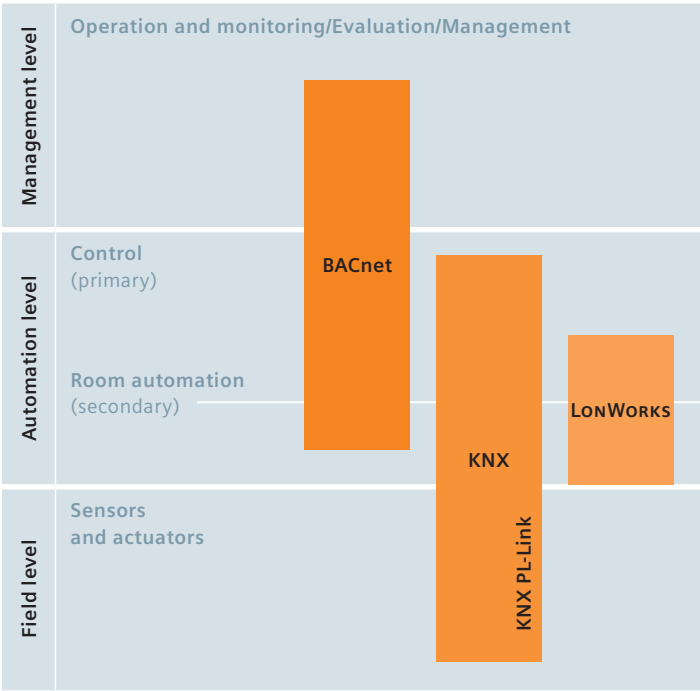 Management level
Operation and monitoring/Evaluation/Management
Automation level
Control
(primary)
BACnet
Room automation
(secondary)
LONWORKS
KNX
Field level
Sensors
and actuators
KNX PL-Link